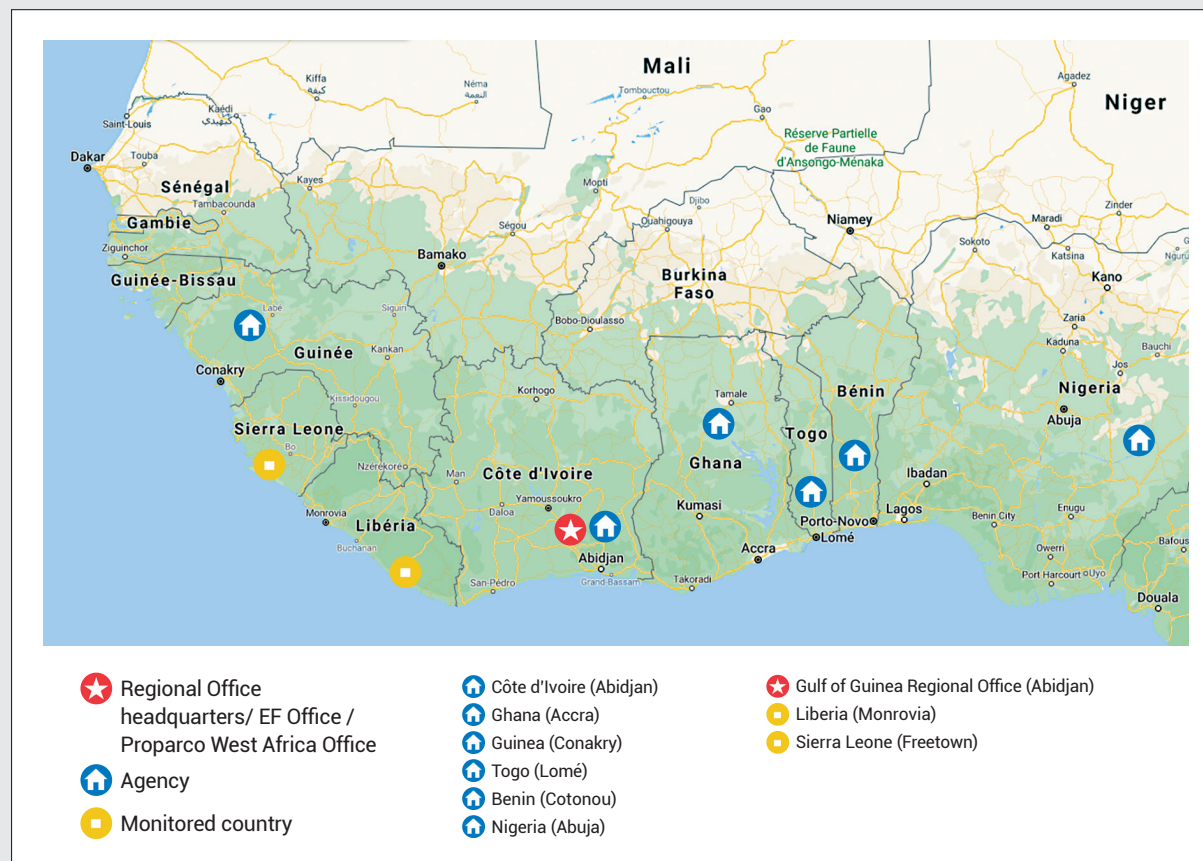 Mali
Niger
Kiffa
كيفة
Néma
النعمة
Tombouctou
Agadez
Gao
Saint-Louis
Kaédi
كيهيدي
Réserve Partielle
de Faune
d'Ansongo-Ménaka
Dakar
Touba
Sénégal
Tambacounda
Kayes
Mopti
Djibo
Ouahigouya
Niamey
Maradi
Zinder
Gambie
Ziguinchor
Ségou
Bamako
Sokoto
Katsina
Nguru
Guinée-Bissau
Burkina
Faso
Kano
Labé
Siguiri
Bobo-Dioulasso
Zaria
Kaduna
Bauchi
Guinée
Kankan
Conakry
Jos
Kissidougou
Korhogo
Tamale
Bénin
Nigeria
Abuja
Sierra Leone
Bo
Togo
Nzérékoré
Man
Côte d'Ivoire
Ghana
Ibadan
Yamoussoukro
Daloa
Kumasi
Lagos
Monrovia
Libéria
Porto-Novo
Lomé
Benin City
Enugu
Buchanan
Abidjan
Grand-Bassam
Accra
Owerri
Bafous
San-Pédro
Takoradi
Port Harcourt
Uyo
Douala
Regional Office
headquarters/ EF Office /
Proparco West Africa Office
Agency
Monitored country
Côte d'Ivoire (Abidjan)
Ghana (Accra)
Guinea (Conakry)
Togo (Lomé)
Benin (Cotonou)
Nigeria (Abuja)
Gulf of Guinea Regional Office (Abidjan)
Liberia (Monrovia)
Sierra Leone (Freetown)